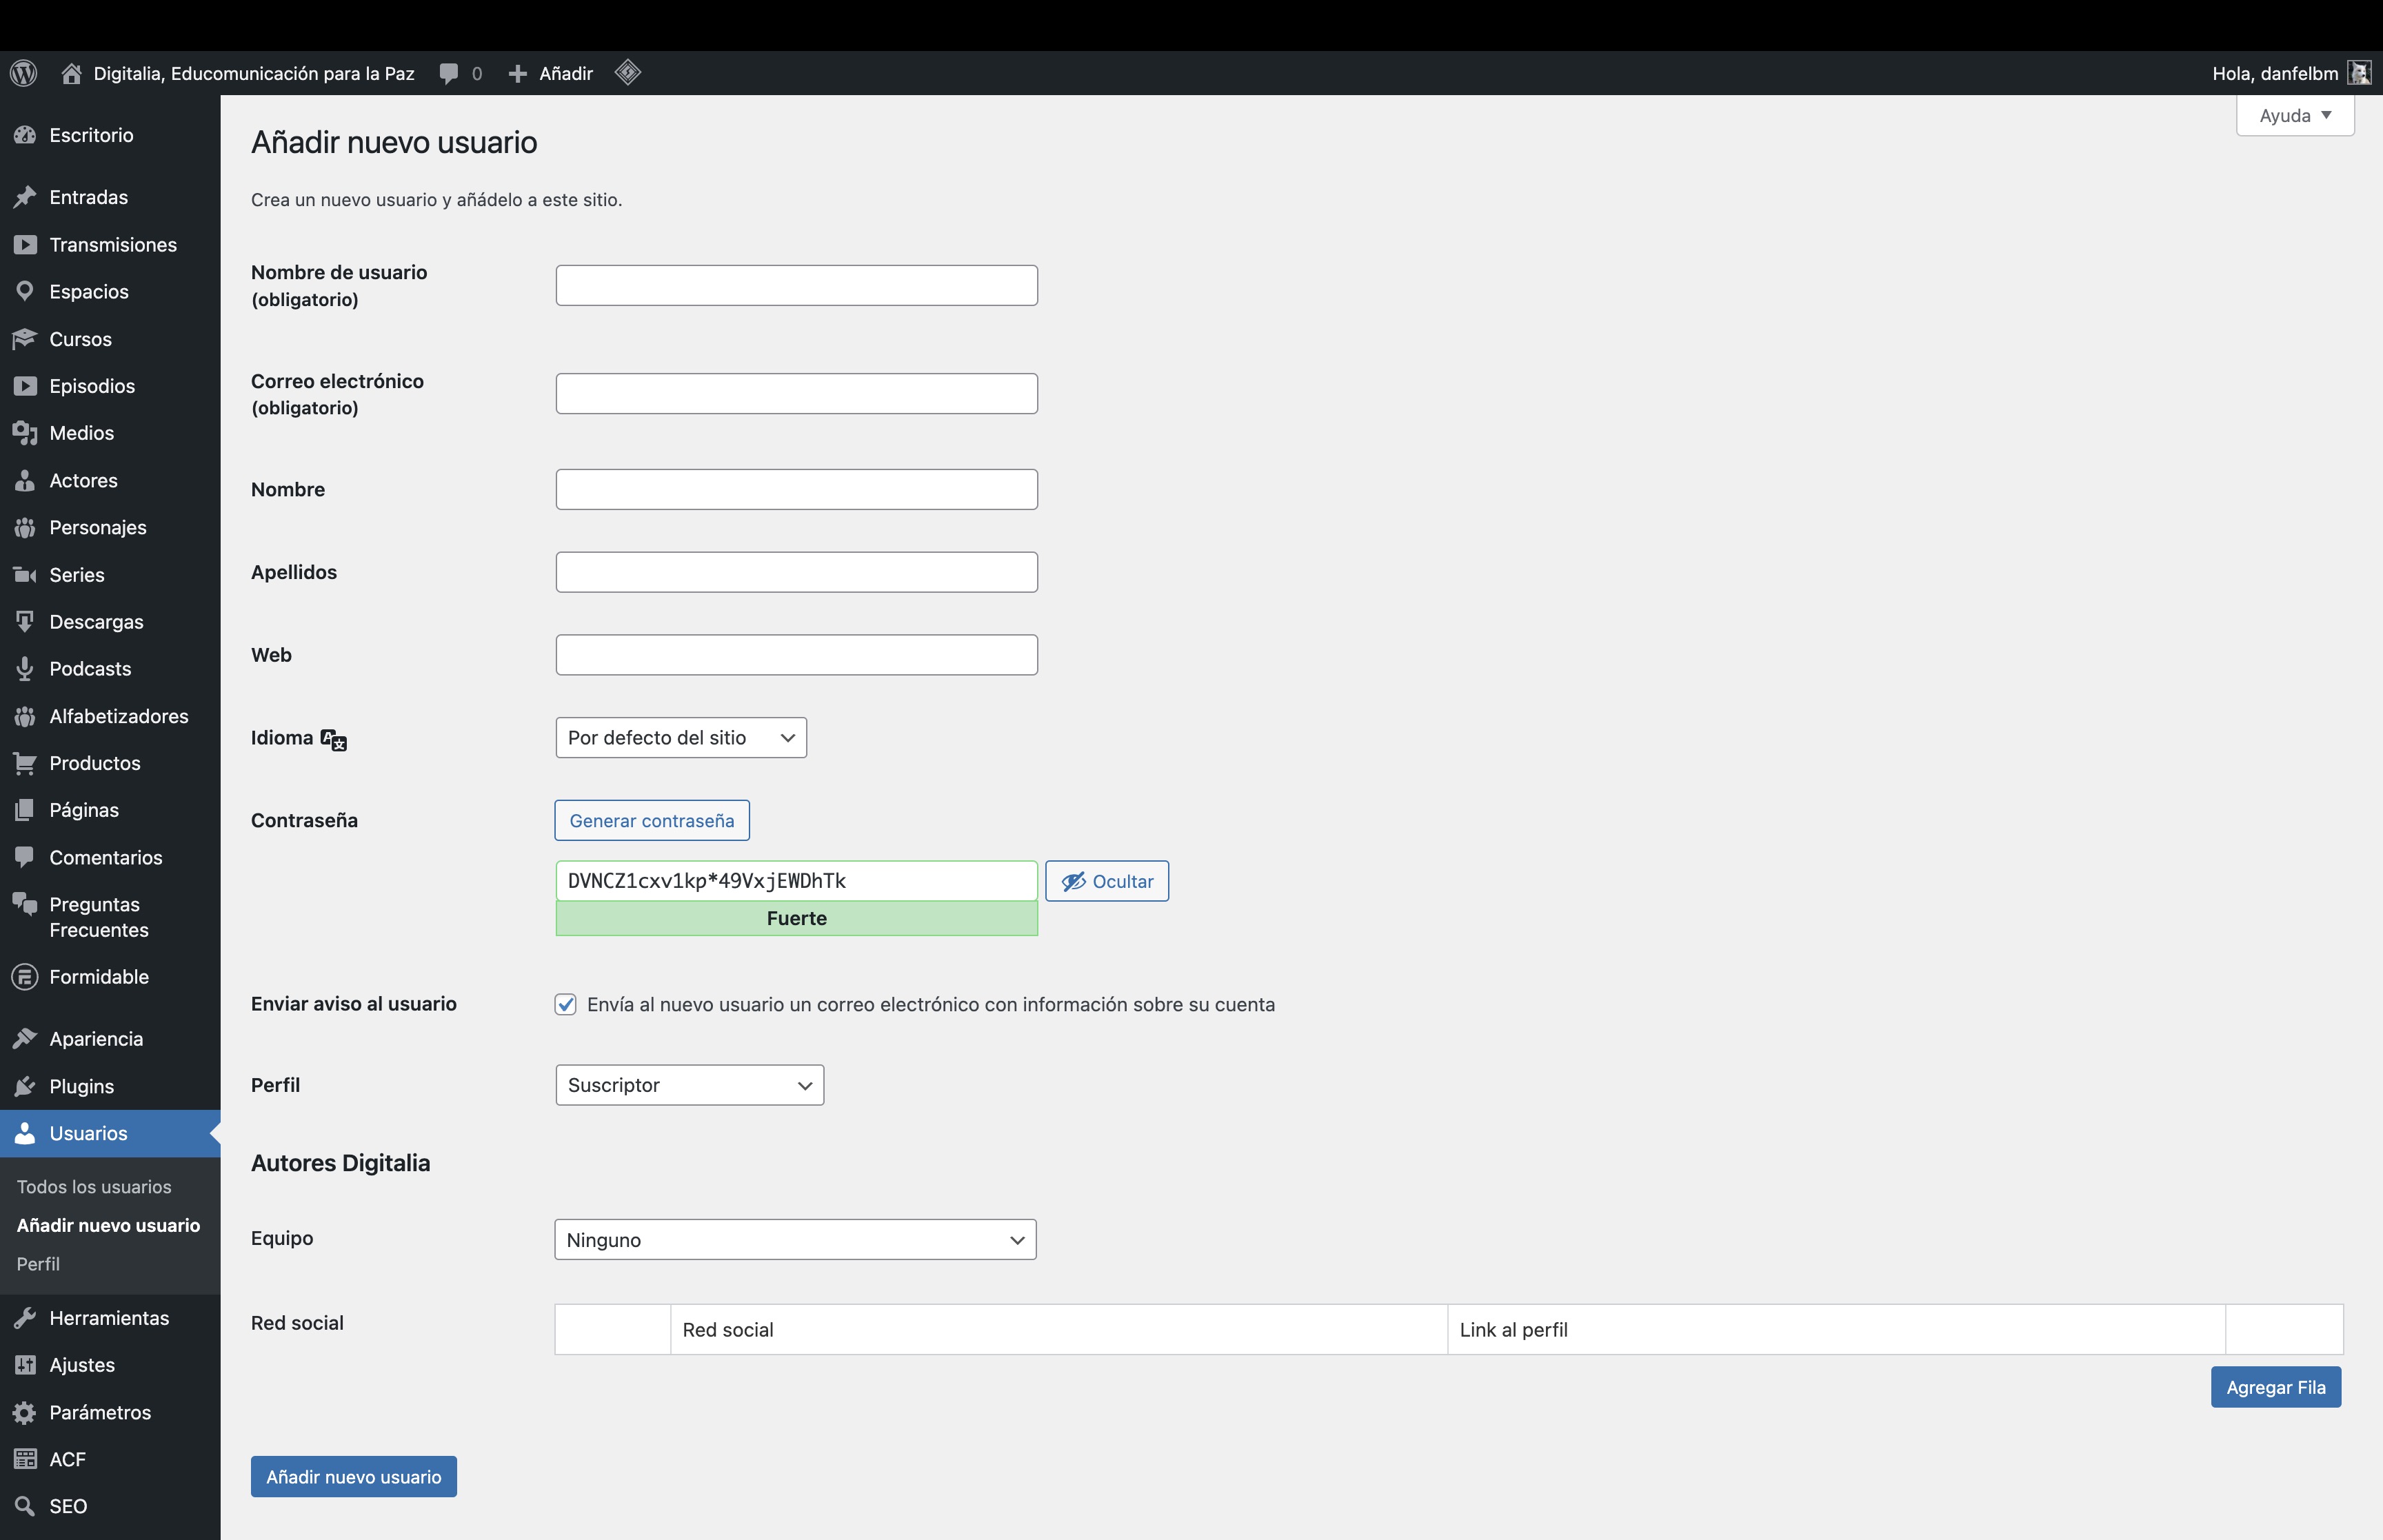 Digitalia, Educomunicación para la Paz
0
Añadir
Hola, danfelbm
Ayuda
Escritorio
Entradas
Transmisiones
Espacios
Cursos
Episodios
Medios
Actores
Personajes
Series
Descargas
Podcasts
Alfabetizadores
Productos
Páginas
Comentarios
Preguntas
Frecuentes
Formidable
Apariencia
Plugins
Usuarios
Todos los usuarios
Añadir nuevo usuario
Perfil
Herramientas
Ajustes
Parámetros
ACF
SEO
Añadir nuevo usuario
Crea un nuevo usuario y añádelo a este sitio.
Nombre de usuario
(obligatorio)
Correo electrónico
(obligatorio)
Nombre
Apellidos
Web
Idioma
Por defecto del sitio
Contraseña
Generar contraseña
DVNCZ1cxv1kp*49VxjEWDhTk
Ocultar
Fuerte
Enviar aviso al usuario
Envía al nuevo usuario un correo electrónico con información sobre su cuenta
Perfil
Suscriptor
Autores Digitalia
Equipo
Ninguno
Red social
Red social
Link al perfil
Agregar Fila
Añadir nuevo usuario